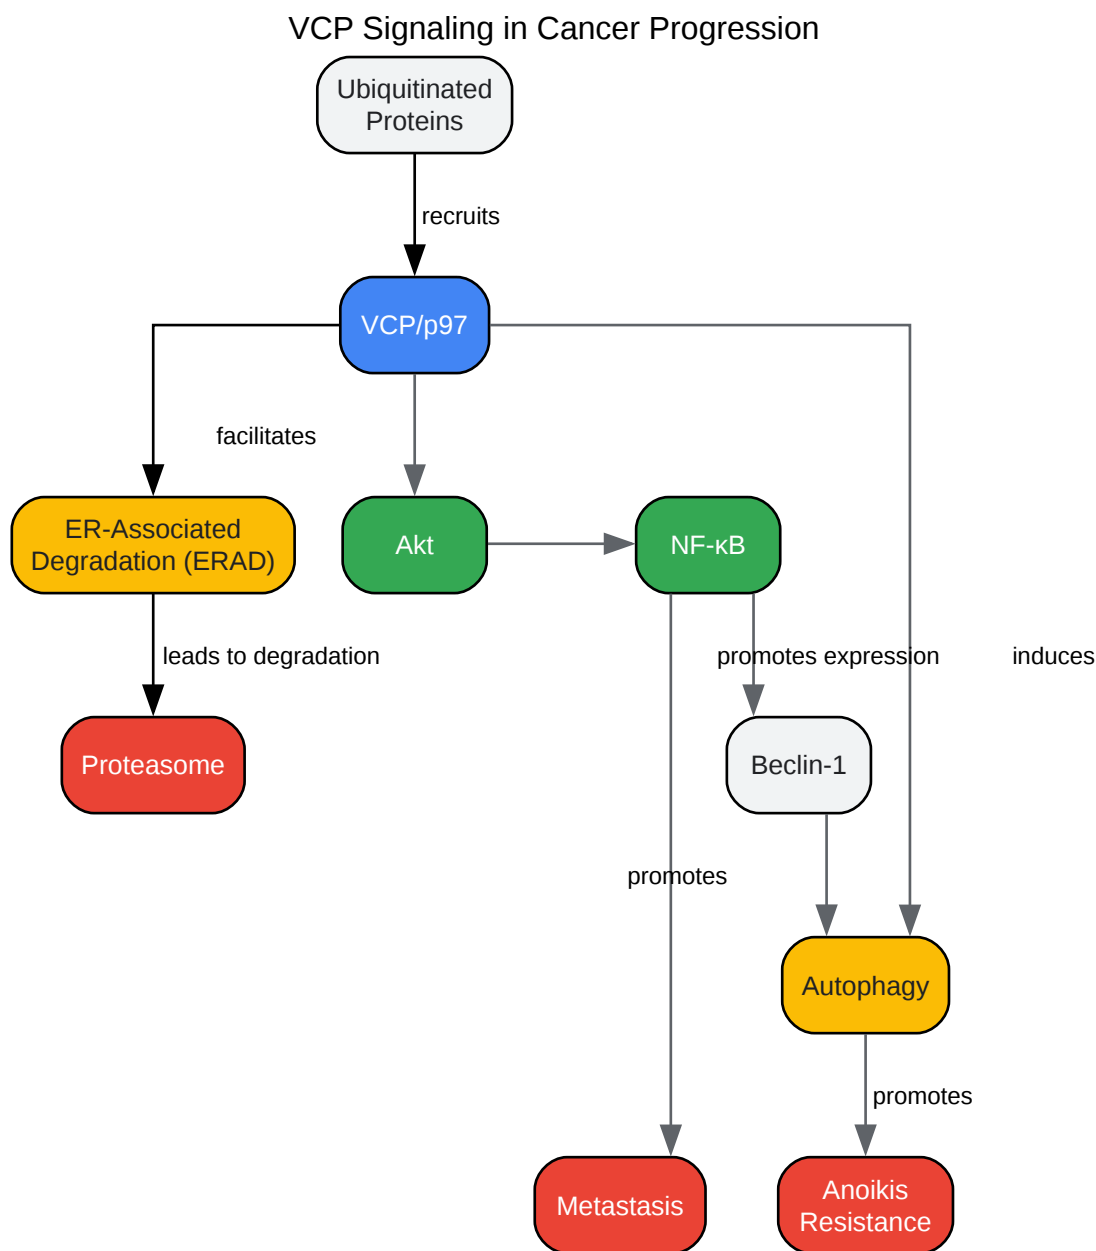 VCP Signaling in Cancer Progression
Ubiquitinated
Proteins
recruits
VCP/p97
facilitates
ER-Associated
Degradation (ERAD)
Akt
NF-κB
leads to degradation
promotes expression
induces
Proteasome
Beclin-1
promotes
Autophagy
promotes
Metastasis
Anoikis
Resistance